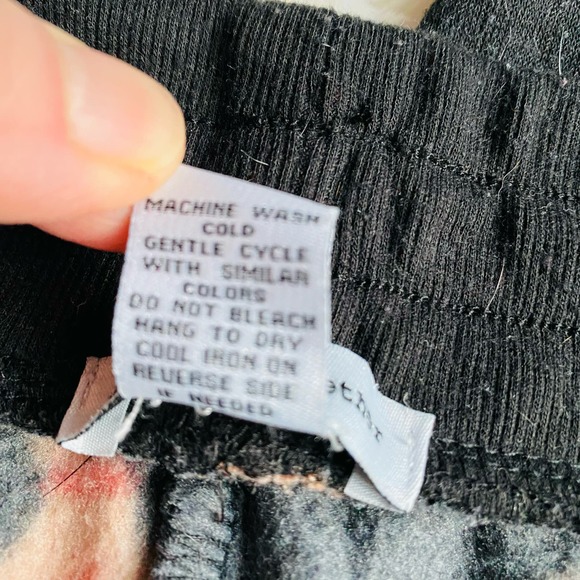 MACHINE WASH
COLD
GENTLE CYCLE
WITH SIMILAR
COLORS
DO NOT BLEACH
HANG TO DRY
COOL IRON ON
REVERSE SIDE
IF NEEDED